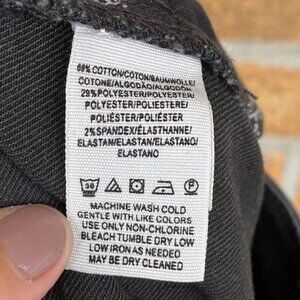 69% COTTON/COTON/BAUMWOLLE/
COTONE/ALGODÃO/ALGODÓN
29% POLYESTER/POLYESTER/
POLYESTER/POLIESTERE/
POLIÉSTER/POLIÉSTER
2% SPANDEX/ÉLASTHANNE/
ELASTAN/ELASTAN/ELASTANO/
ELASTANO
30
P
MACHINE WASH COLD
GENTLE WITH LIKE COLORS
USE ONLY NON-CHLORINE
BLEACH TUMBLE DRY LOW
LOW IRON AS NEEDED
MAY BE DRY CLEANED